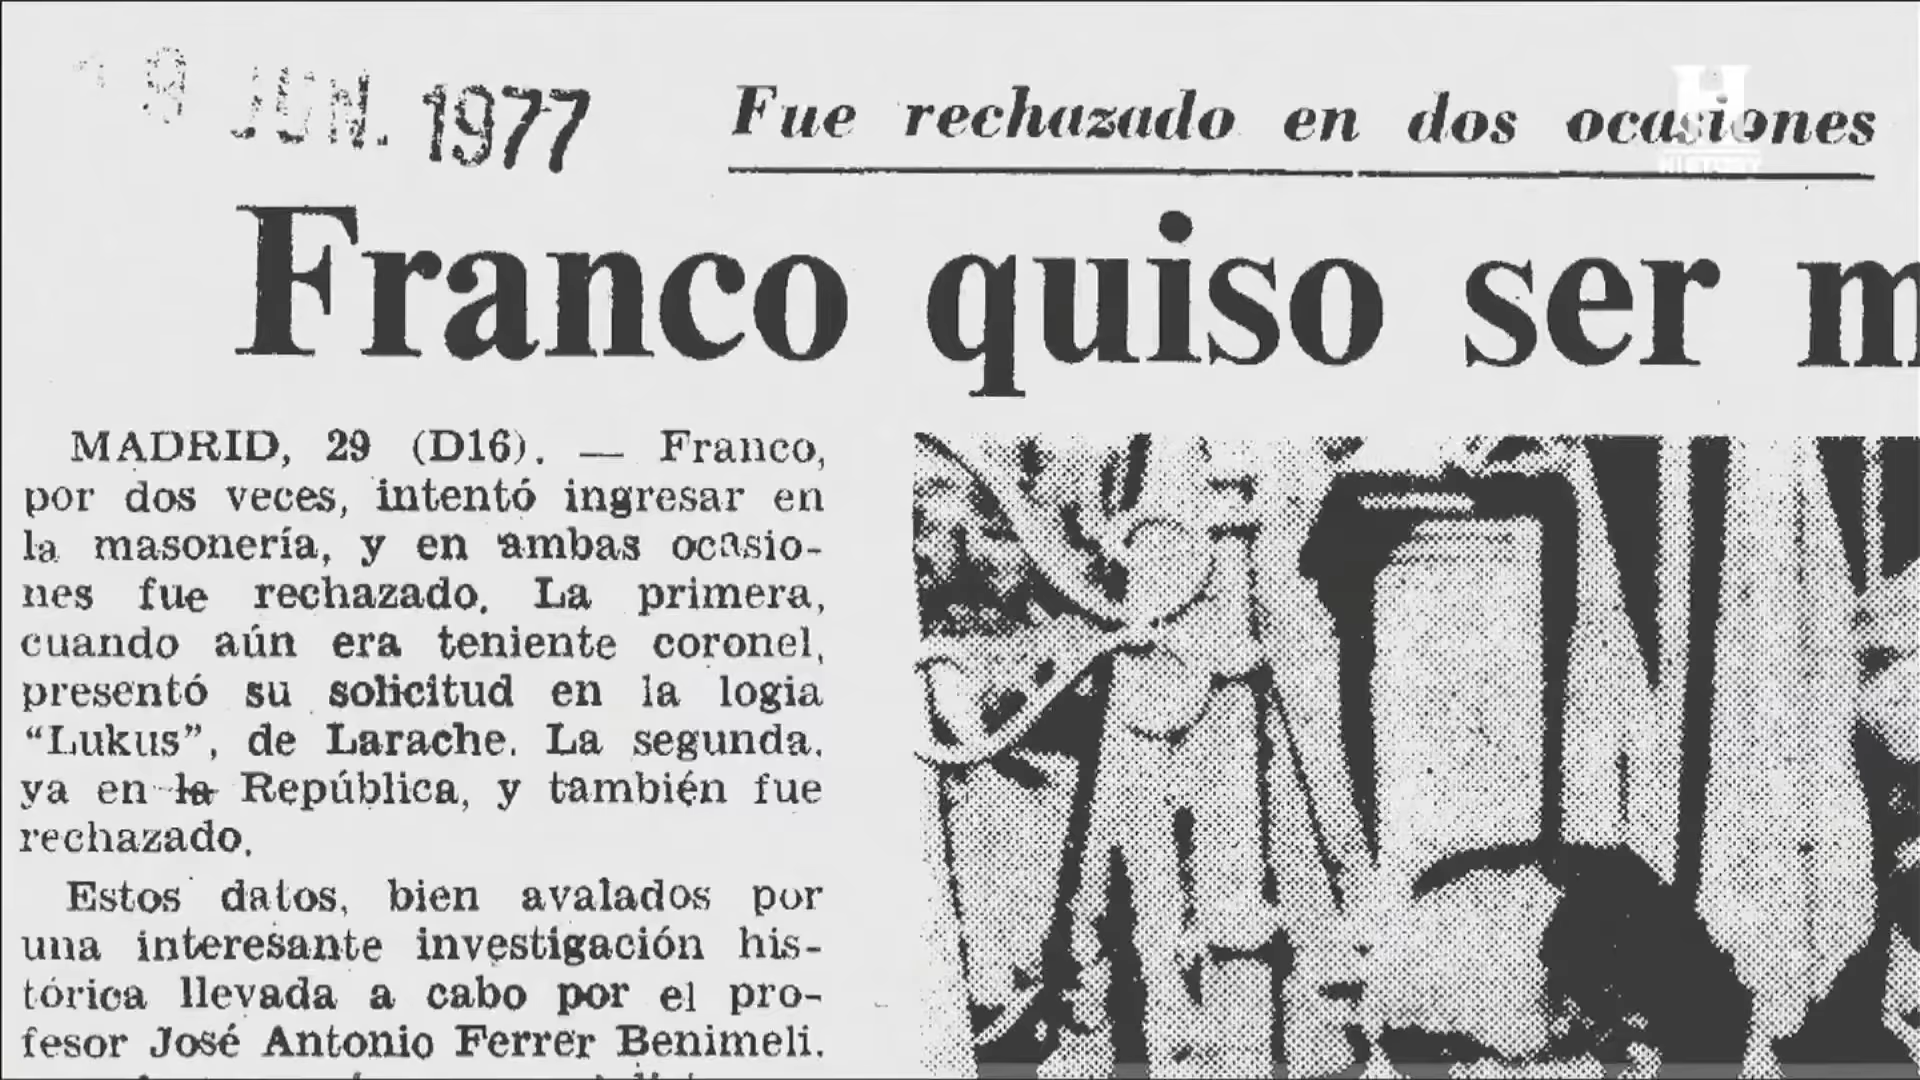 JUN. 1977
Fue rechazado en dos ocasiones
HISTORY
Franco quiso ser m
MADRID, 29 (D16). — Franco,
por dos veces, intentó ingresar en
la masonería, y en ambas ocasio-
nes fue rechazado. La primera,
cuando aún era teniente coronel,
presentó su solicitud en la logia
“Lukus”, de Larache. La segunda.
ya en la República, y también fue
rechazado.
Estos datos, bien avalados por
una interesante investigación his-
tórica llevada a cabo por el pro-
fesor José Antonio Ferrer Benimeli.